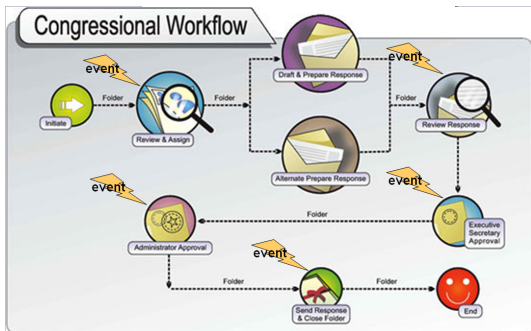 Congressional Workflow
event
event
Draft & Prepare Response
Folder
Folder
Folder
Initiate
Review & Assign
Review Response
Alternate Prepare Response
event
event
Folder
Administrator Approval
Executive
Secretary
Approval
event
Folder
Folder
Send Response
& Close Folder
End